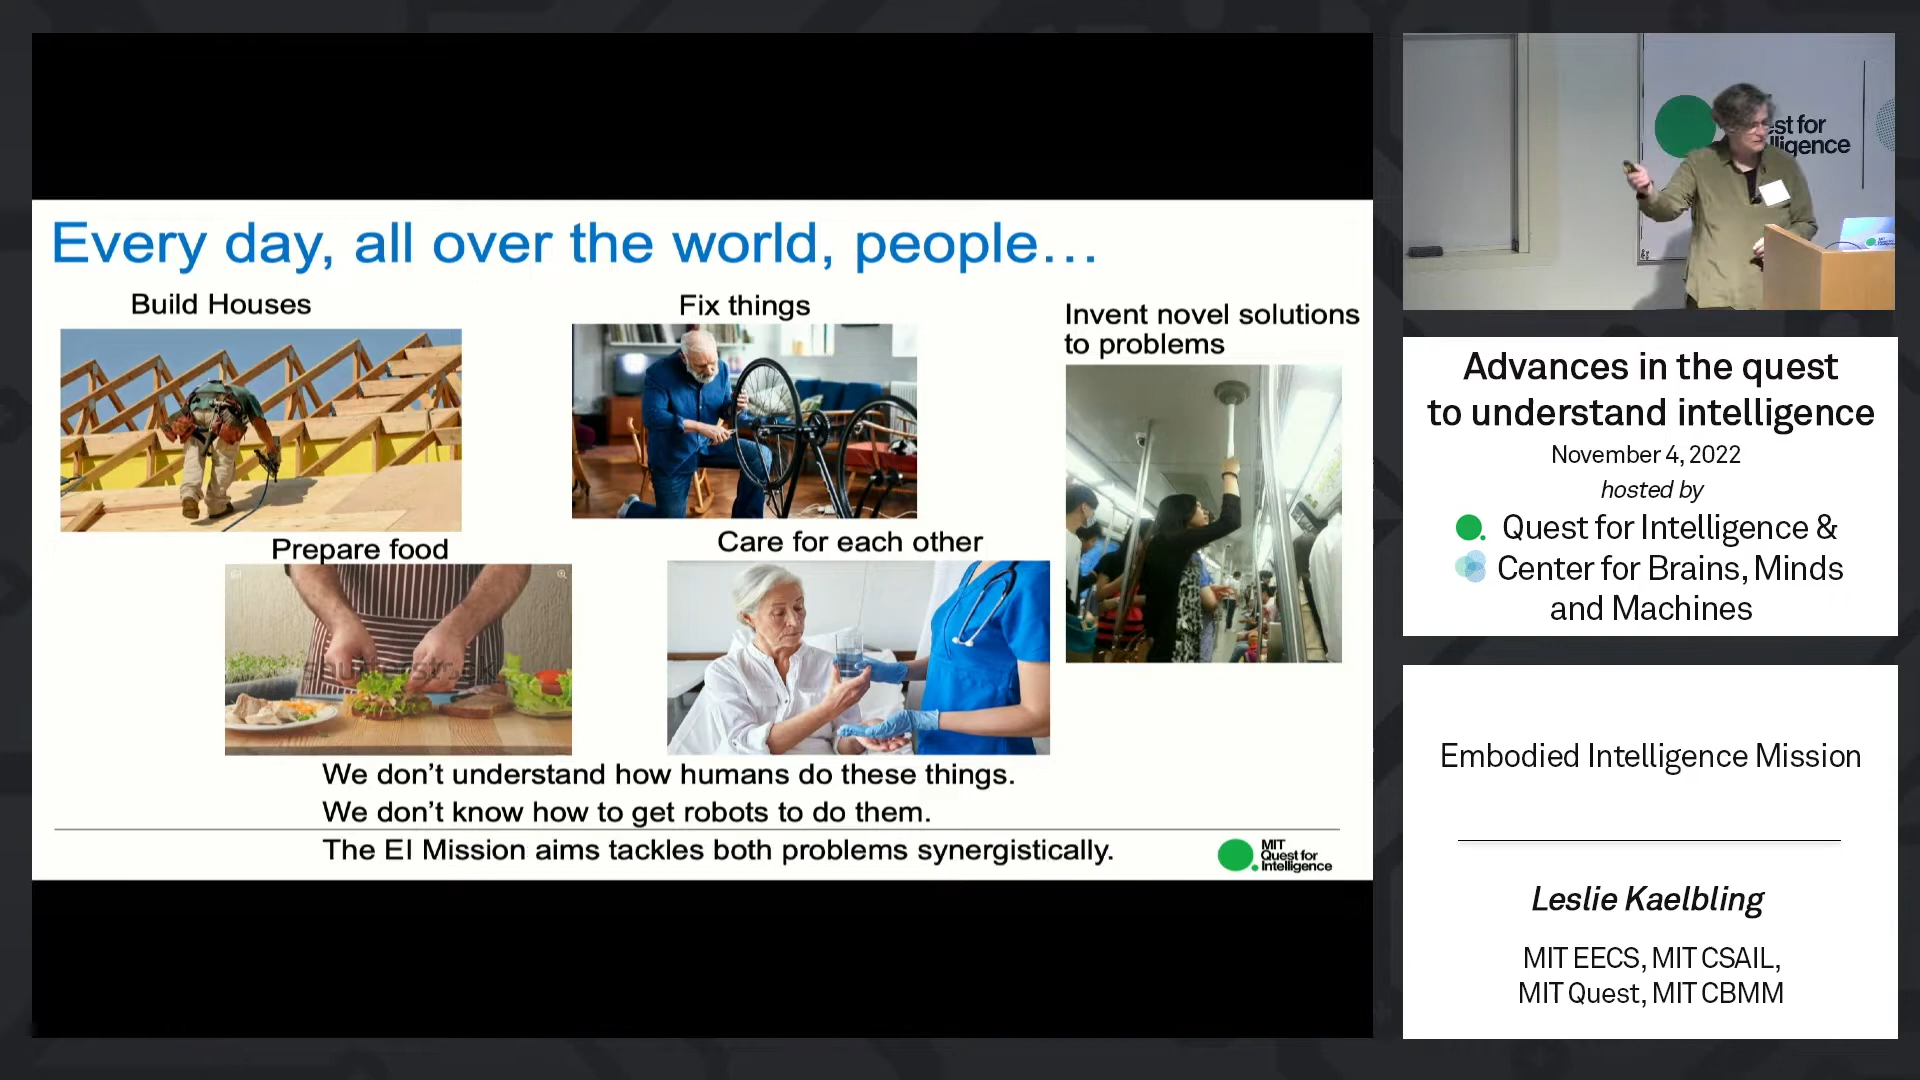 Every day, all over the world, people…
Build Houses
Fix things
Invent novel solutions
to problems
Prepare food
Care for each other
shutterstock
We don’t understand how humans do these things.
We don’t know how to get robots to do them.
The EI Mission aims tackles both problems synergistically.
MIT
Quest for
Intelligence
st for
lligence
Advances in the quest
to understand intelligence
November 4, 2022
hosted by
Quest for Intelligence &
Center for Brains, Minds
and Machines
Embodied Intelligence Mission
Leslie Kaelbling
MIT EECS, MIT CSAIL,
MIT Quest, MIT CBMM